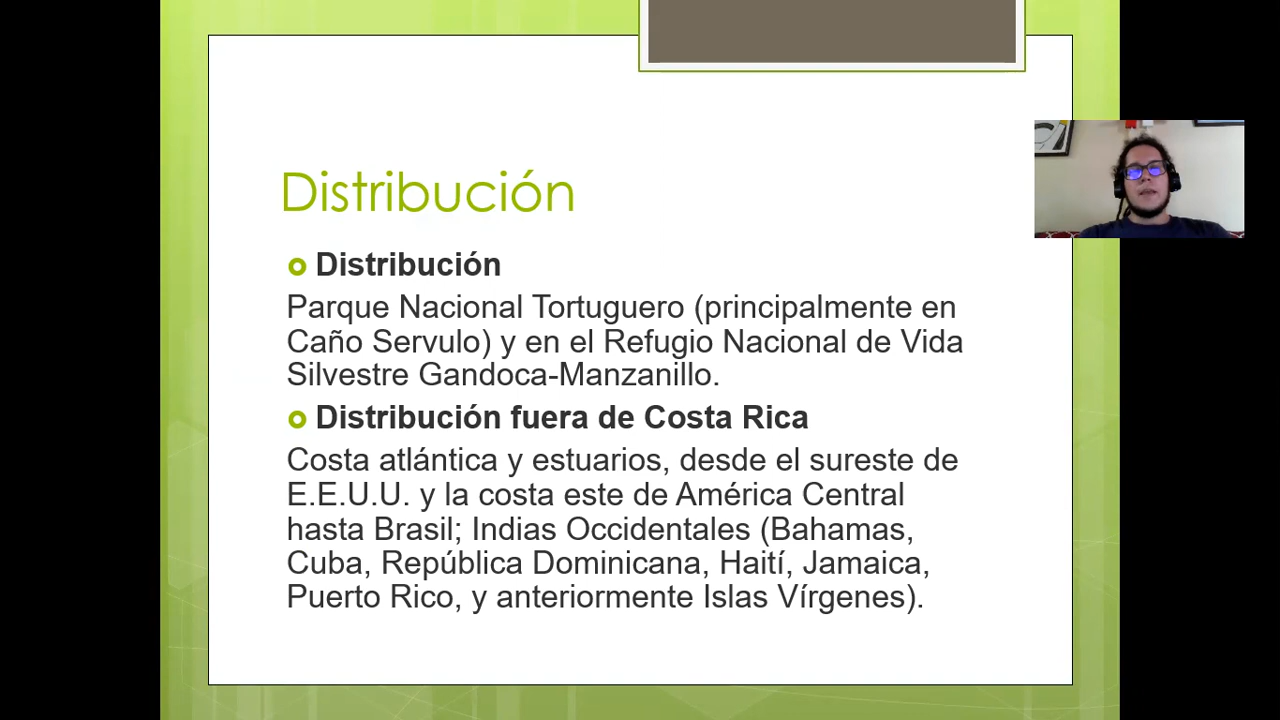 Distribución
Distribución
Parque Nacional Tortuguero (principalmente en
Caño Servulo) y en el Refugio Nacional de Vida
Silvestre Gandoca-Manzanillo.
Distribución fuera de Costa Rica
Costa atlántica y estuarios, desde el sureste de
E.E.U.U. y la costa este de América Central
hasta Brasil; Indias Occidentales (Bahamas,
Cuba, República Dominicana, Haití, Jamaica,
Puerto Rico, y anteriormente Islas Vírgenes).